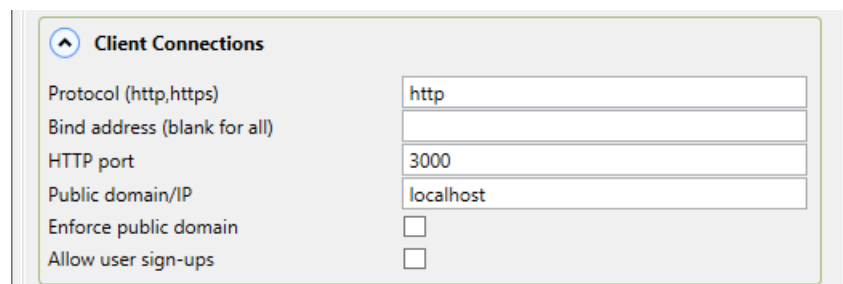 Client Connections
Protocol (http,https) http
Bind address (blank for all)
HTTP port 3000
Public domain/IP localhost
Enforce public domain
Allow user sign-ups